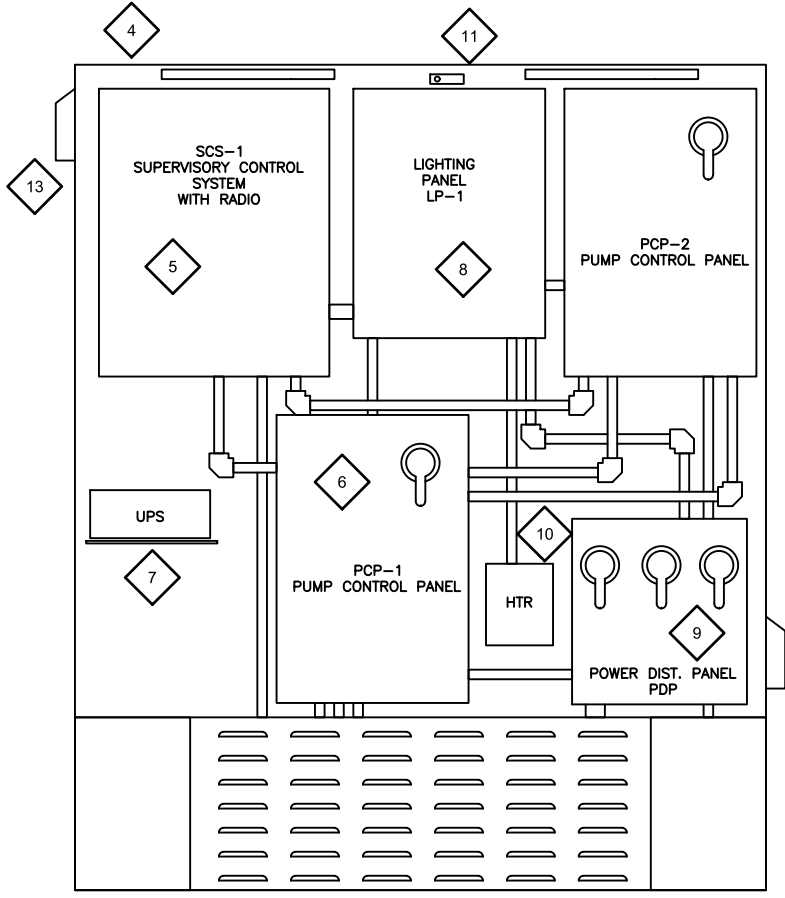 4
11
SCS-1
SUPERVISORY CONTROL
SYSTEM
WITH RADIO
LIGHTING
PANEL
LP-1
13
5
8
PCP-2
PUMP CONTROL PANEL
6
UPS
7
PCP-1
PUMP CONTROL PANEL
10
HTR
9
POWER DIST. PANEL
PDP